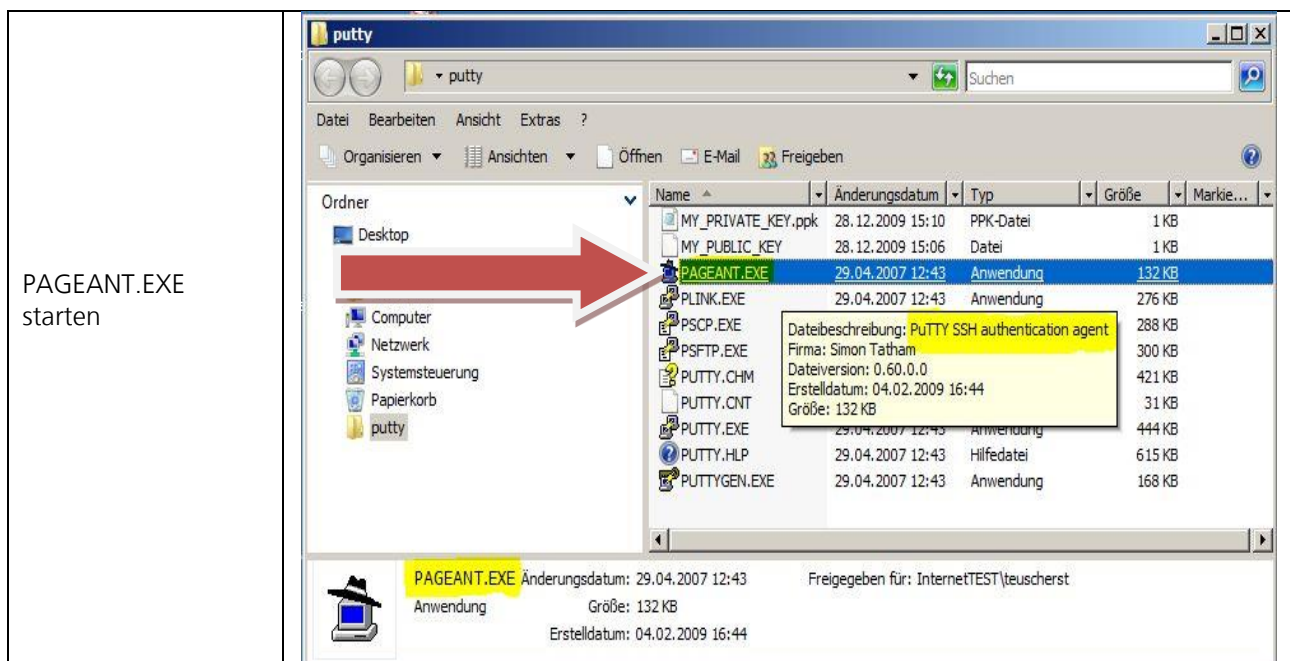 PAGEANT.EXE
starten
putty
putty
Suchen
Datei Bearbeiten Ansicht Extras ?
Organisieren Ansichten Öffnen E-Mail Freigeben
Ordner
Desktop
Computer
Netzwerk
Systemsteuerung
Papierkorb
putty
Name Änderungsdatum Typ Größe Markie...
MY_PRIVATE_KEY.ppk 28.12.2009 15:10 PPK-Datei 1 KB
MY_PUBLIC_KEY 28.12.2009 15:06 Datei 1 KB
PAGEANT.EXE 29.04.2007 12:43 Anwendung 132 KB
PLINK.EXE 29.04.2007 12:43 Anwendung 276 KB
PSCP.EXE 288 KB
PSFTP.EXE 300 KB
PUTTY.CHM 421 KB
PUTTY.CNT 31 KB
PUTTY.EXE 29.04.2007 12:43 Anwendung 444 KB
PUTTY.HLP 29.04.2007 12:43 Hilfedatei 615 KB
PUTTYGEN.EXE 29.04.2007 12:43 Anwendung 168 KB
Dateibeschreibung: PuTTY SSH authentication agent
Firma: Simon Tatham
Dateiversion: 0.60.0.0
Erstelldatum: 04.02.2009 16:44
Größe: 132 KB
PAGEANT.EXE Änderungsdatum: 29.04.2007 12:43 Freigegeben für: InternetTEST\teuscherst
Anwendung Größe: 132 KB
Erstelldatum: 04.02.2009 16:44